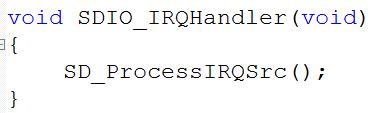 void SDIO_IRQHandler(void)
{
    SD_ProcessIRQSrc();
}